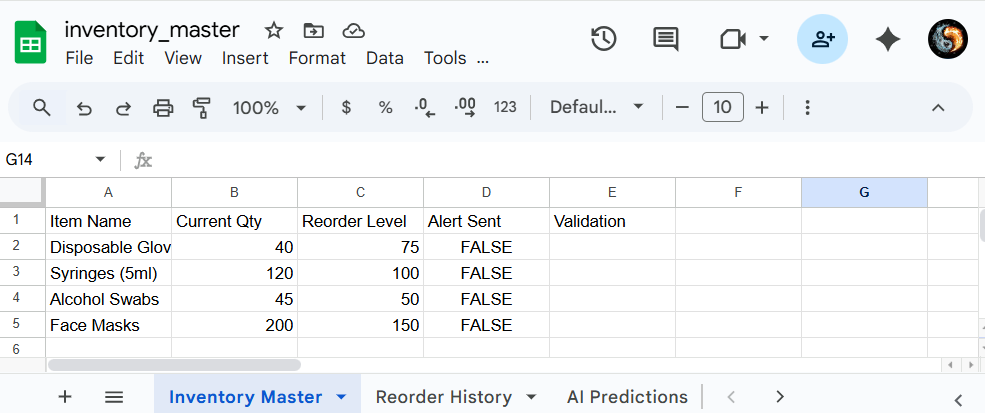 inventory_master
File Edit View Insert Format Data Tools ...
100% $ % .0 .00 123 Defaul... 10
G14 fx
A B C D E F G
1 Item Name Current Qty Reorder Level Alert Sent Validation
2 Disposable Glov 40 75 FALSE
3 Syringes (5ml) 120 100 FALSE
4 Alcohol Swabs 45 50 FALSE
5 Face Masks 200 150 FALSE
6
Inventory Master Reorder History AI Predictions